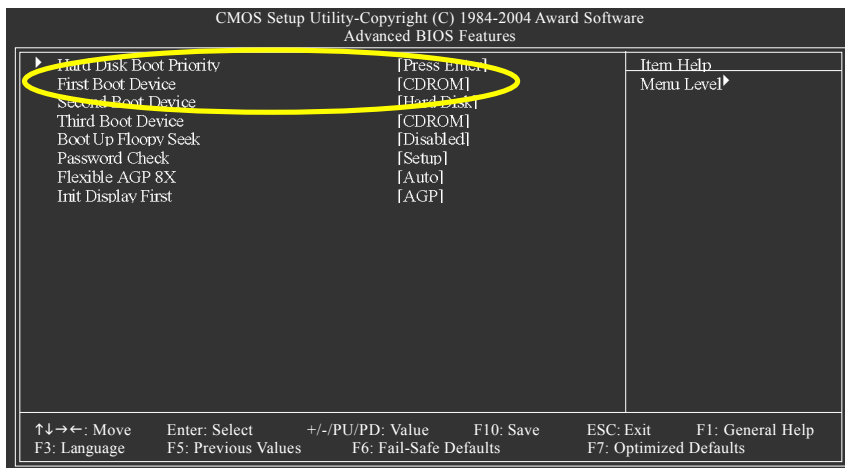 CMOS Setup Utility-Copyright (C) 1984-2004 Award Software
Advanced BIOS Features
Hard Disk Boot Priority [Press Enter] Item Help
First Boot Device [CDROM] Menu Level
Second Boot Device [Hard Disk]
Third Boot Device [CDROM]
Boot Up Floopy Seek [Disabled]
Password Check [Setup]
Flexible AGP 8X [Auto]
Init Display First [AGP]
↑↓→←: Move Enter: Select +/-/PU/PD: Value F10: Save ESC: Exit F1: General Help
F3: Language F5: Previous Values F6: Fail-Safe Defaults F7: Optimized Defaults